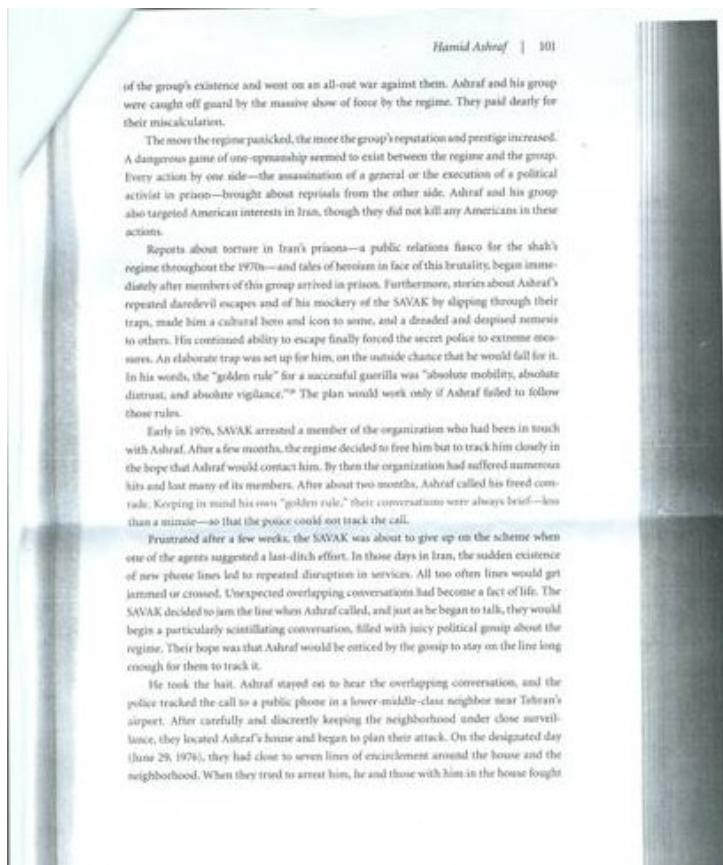 Hamid Ashraf | 101
of the group's existence and went on an all-out war against them. Ashraf and his group
were caught off guard by the massive show of force by the regime. They paid dearly for
their miscalculation.
The more the regime panicked, the more the group's reputation and prestige increased.
A dangerous game of one-upmanship seemed to exist between the regime and the group.
Every action by one side—the assassination of a general or the execution of a political
activist in prison—brought about reprisals from the other side. Ashraf and his group
also targeted American interests in Iran, though they did not kill any Americans in these
actions.
Reports about torture in Iran's prisons—a public relations fiasco for the shah's
regime throughout the 1970s—and tales of heroism in face of this brutality, began imme-
diately after members of this group arrived in prison. Furthermore, stories about Ashraf's
repeated daredevil escapes and of his mockery of the SAVAK by slipping through their
traps, made him a cultural hero and icon to some, and a dreaded and despised nemesis
to others. His continued ability to escape finally forced the secret police to extreme mea-
sures. An elaborate trap was set up for him, on the outside chance that he would fall for it.
In his words, the "golden rule" for a successful guerilla was "absolute mobility, absolute
distrust, and absolute vigilance." The plan would work only if Ashraf failed to follow
those rules.
Early in 1976, SAVAK arrested a member of the organization who had been in touch
with Ashraf. After a few months, the regime decided to free him but to track him closely in
the hope that Ashraf would contact him. By then the organization had suffered numerous
hits and lost many of its members. After about two months, Ashraf called his freed com-
rade. Keeping in mind his own "golden rule," their conversations were always brief—less
than a minute—so that the police could not track the call.
Frustrated after a few weeks, the SAVAK was about to give up on the scheme when
one of the agents suggested a last-ditch effort. In those days in Iran, the sudden existence
of new phone lines led to repeated disruption in services. All too often lines would get
jammed or crossed. Unexpected overlapping conversations had become a fact of life. The
SAVAK decided to jam the line when Ashraf called, and just as he began to talk, they would
begin a particularly scintillating conversation, filled with juicy political gossip about the
regime. Their hope was that Ashraf would be enticed by the gossip to stay on the line long
enough for them to track it.
He took the bait. Ashraf stayed on to hear the overlapping conversation, and the
police tracked the call to a public phone in a lower-middle-class neighbor near Tehran's
airport. After carefully and discreetly keeping the neighborhood under close surveil-
lance, they located Ashraf's house and began to plan their attack. On the designated day
(June 29, 1976), they had close to seven lines of encirclement around the house and the
neighborhood. When they tried to arrest him, he and those with him in the house fought